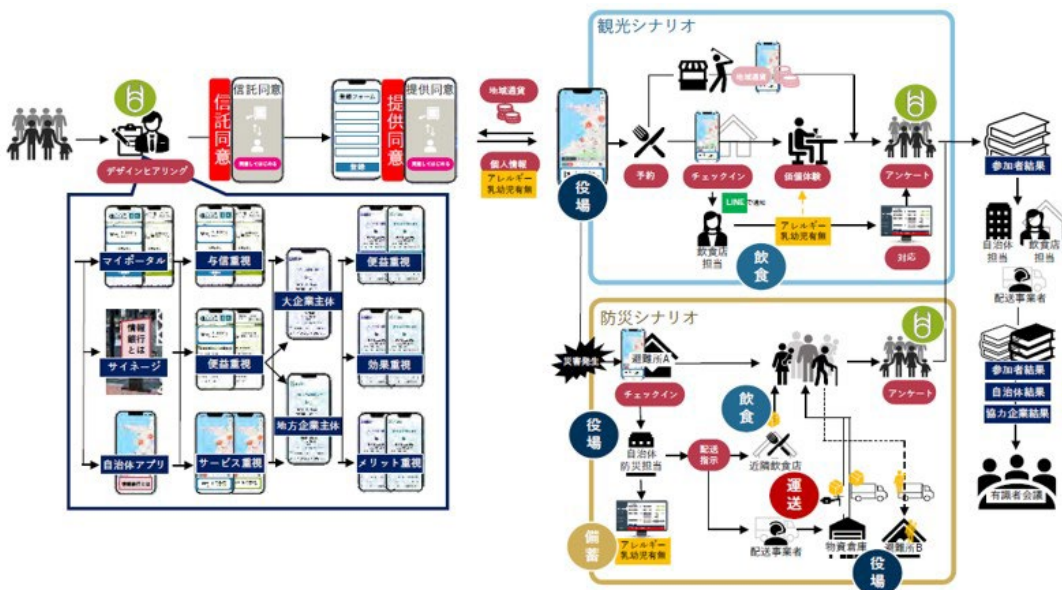 観光シナリオ
信託同意
信託同意
登録フォーム
登録
提供同意
提供同意
地域通貨
個人情報
アレルギー
乳幼児有無
デザインヒアリング
役場
地域通貨
予約
チェックイン
価値体験
アンケート
LINEで通知
飲食店
担当
アレルギー
乳幼児有無
飲食
対応
参加者結果
自治体
担当
飲食店
担当
配送事業者
参加者結果
自治体結果
協力企業結果
有識者会議
マイポータル
与信重視
便益重視
大企業主体
情報
銀行
とは
サイネージ
便益重視
効果重視
地方企業主体
自治体アプリ
サービス重視
メリット重視
防災シナリオ
災害発生
避難所A
チェックイン
飲食
アンケート
役場
自治体
防災担当
配送
指示
近隣飲食店
運送
備蓄
アレルギー
乳幼児有無
配送事業者
物資倉庫
避難所B
役場